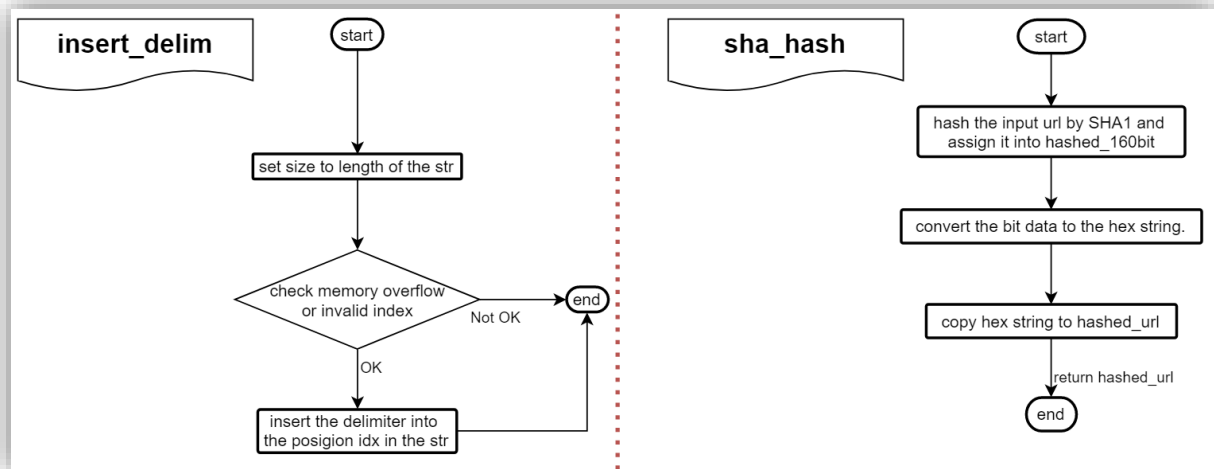 insert_delim
start
set size to length of the str
check memory overflow
or invalid index
Not OK
end
OK
insert the delimiter into
the posigion idx in the str
sha_hash
start
hash the input url by SHA1 and
assign it into hashed_160bit
convert the bit data to the hex string.
copy hex string to hashed_url
return hashed_url
end